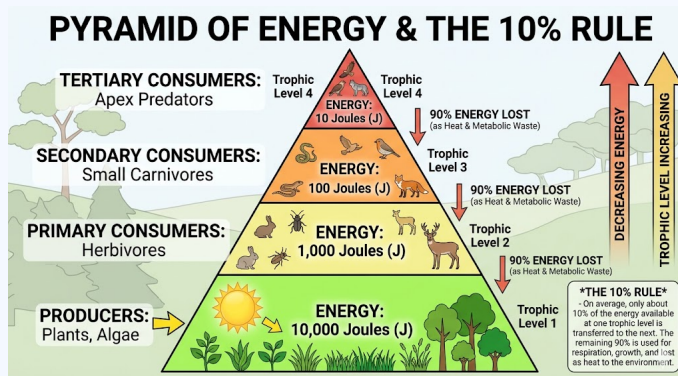 PYRAMID OF ENERGY & THE 10% RULE
TERTIARY CONSUMERS:
Apex Predators
Trophic
Level 4
Trophic
Level 4
ENERGY:
10 Joules (J)
90% ENERGY LOST
(as Heat & Metabolic Waste)
SECONDARY CONSUMERS:
Small Carnivores
ENERGY:
100 Joules (J)
Trophic
Level 3
90% ENERGY LOST
(as Heat & Metabolic Waste)
PRIMARY CONSUMERS:
Herbivores
ENERGY:
1,000 Joules (J)
Trophic
Level 2
90% ENERGY LOST
(as Heat & Metabolic Waste)
PRODUCERS:
Plants, Algae
ENERGY:
10,000 Joules (J)
Trophic
Level 1
DECREASING ENERGY
TROPHIC LEVEL INCREASING
*THE 10% RULE*
- On average, only about
10% of the energy available
at one trophic level is
transferred to the next. The
remaining 90% is used for
respiration, growth, and lost
as heat to the environment.